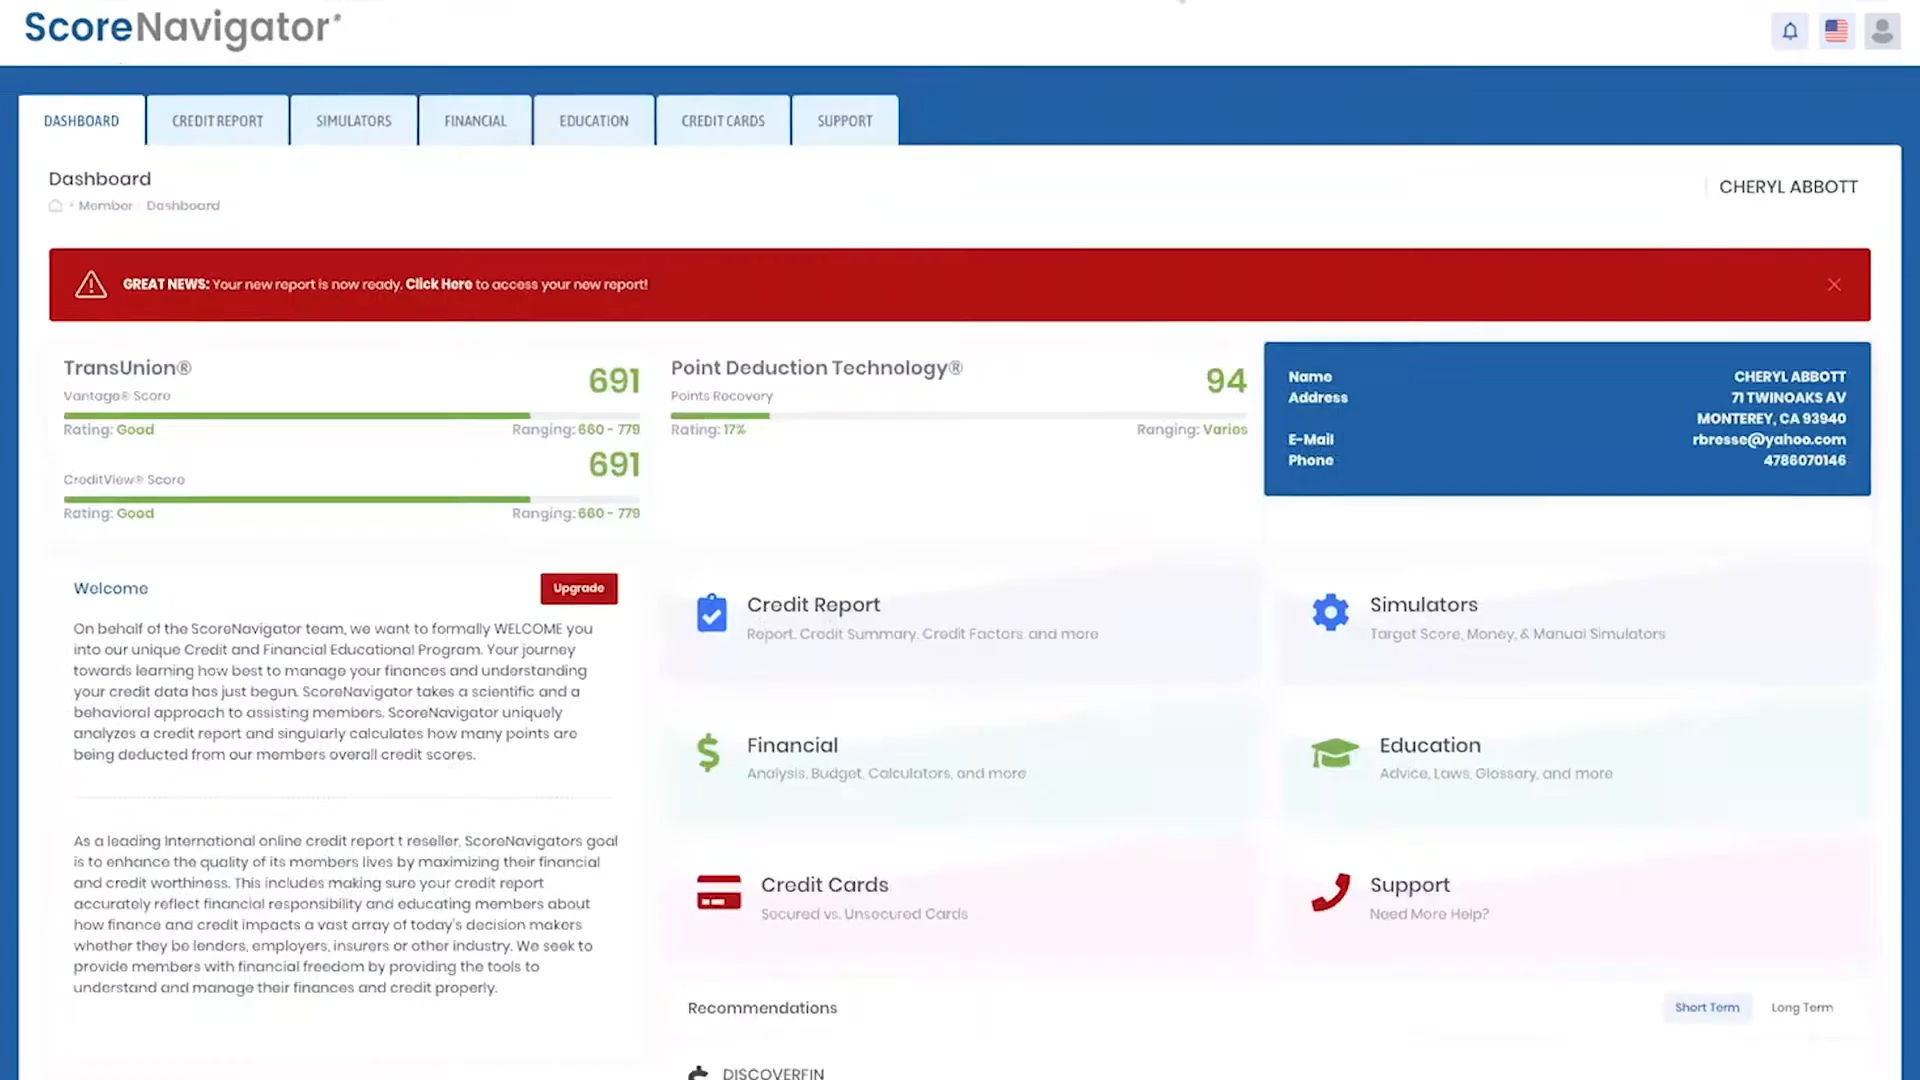 ScoreNavigator®
DASHBOARD
CREDIT REPORT
SIMULATORS
FINANCIAL
EDUCATION
CREDIT CARDS
SUPPORT
Dashboard
Member Dashboard
CHERYL ABBOTT
GREAT NEWS: Your new report is now ready. Click Here to access your new report!
TransUnion®
691
Vantage® Score
Rating: Good
Ranging: 660 - 779
691
CreditView® Score
Rating: Good
Ranging: 660 - 779
Point Deduction Technology®
94
Points Recovery
Rating: 17%
Ranging: Varies
Name
CHERYL ABBOTT
Address
71 TWINOAKS AV
MONTEREY, CA 93940
E-Mail
rbresse@yahoo.com
Phone
4786070146
Welcome
Upgrade
On behalf of the ScoreNavigator team, we want to formally WELCOME you
into our unique Credit and Financial Educational Program. Your journey
towards learning how best to manage your finances and understanding
your credit data has just begun. ScoreNavigator takes a scientific and a
behavioral approach to assisting members. ScoreNavigator uniquely
analyzes a credit report and singularly calculates how many points are
being deducted from our members overall credit scores.
As a leading International online credit report t reseller, ScoreNavigators goal
is to enhance the quality of its members lives by maximizing their financial
and credit worthiness. This includes making sure your credit report
accurately reflect financial responsibility and educating members about
how finance and credit impacts a vast array of today's decision makers
whether they be lenders, employers, insurers or other industry. We seek to
provide members with financial freedom by providing the tools to
understand and manage their finances and credit properly.
Credit Report
Report, Credit Summary, Credit Factors and more
Simulators
Target Score, Money, & Manual Simulators
Financial
Analysis, Budget, Calculators, and more
Education
Advice, Laws, Glossary, and more
Credit Cards
Secured vs. Unsecured Cards
Support
Need More Help?
Recommendations
Short Term
Long Term
DISCOVERFIN